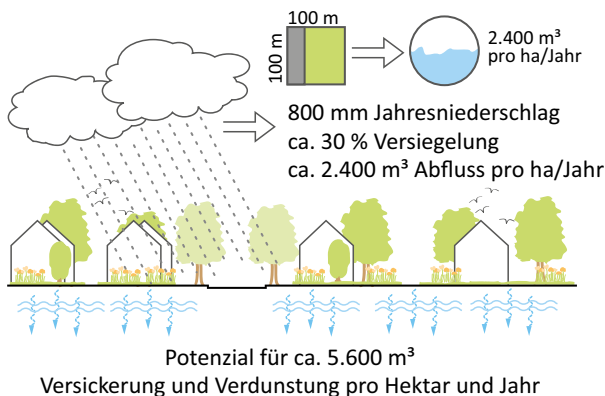 100 m
100 m
2.400 m³
pro ha/Jahr
800 mm Jahresniederschlag
ca. 30 % Versiegelung
ca. 2.400 m³ Abfluss pro ha/Jahr
Potenzial für ca. 5.600 m³
Versickerung und Verdunstung pro Hektar und Jahr